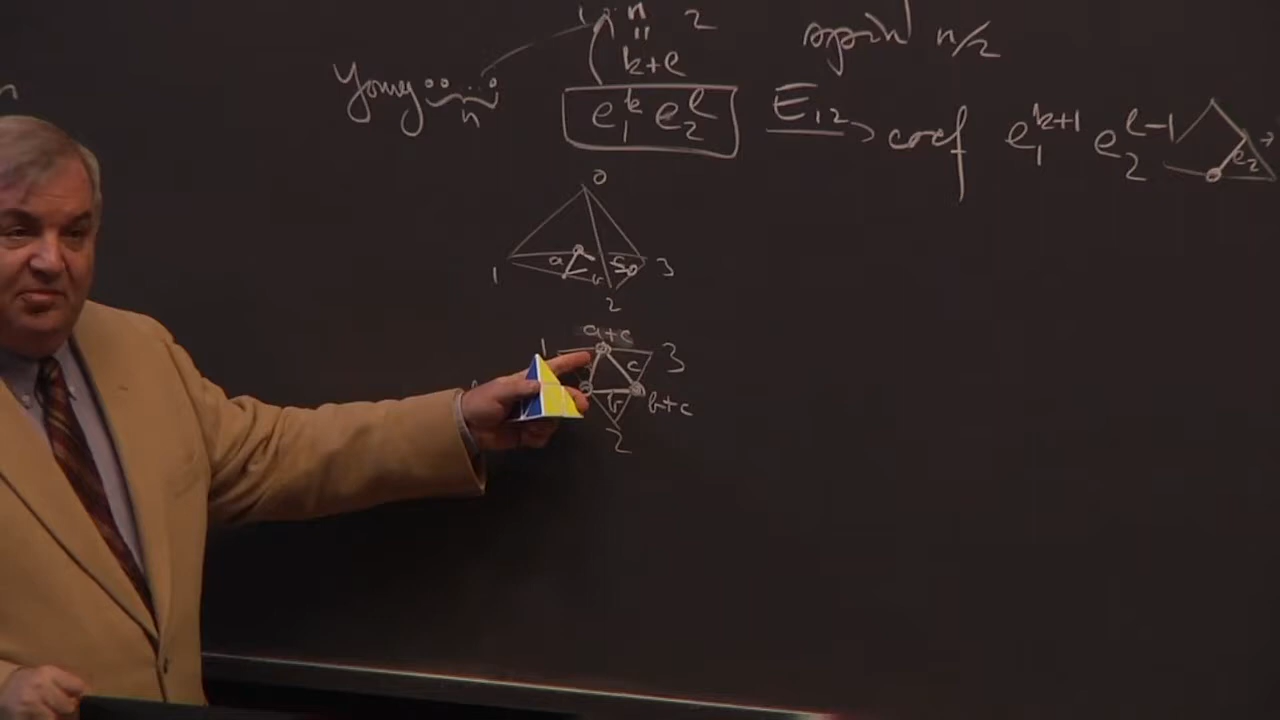 n 2
spin n/2
"
k+e
Young n
e₁ᵏ e₂ˡ E₁₂ → coef e₁ᵏ⁺¹ e₂ˡ⁻¹ e₂
n
0
a
1 3
2
a+c
1 3
c
b b+c
2